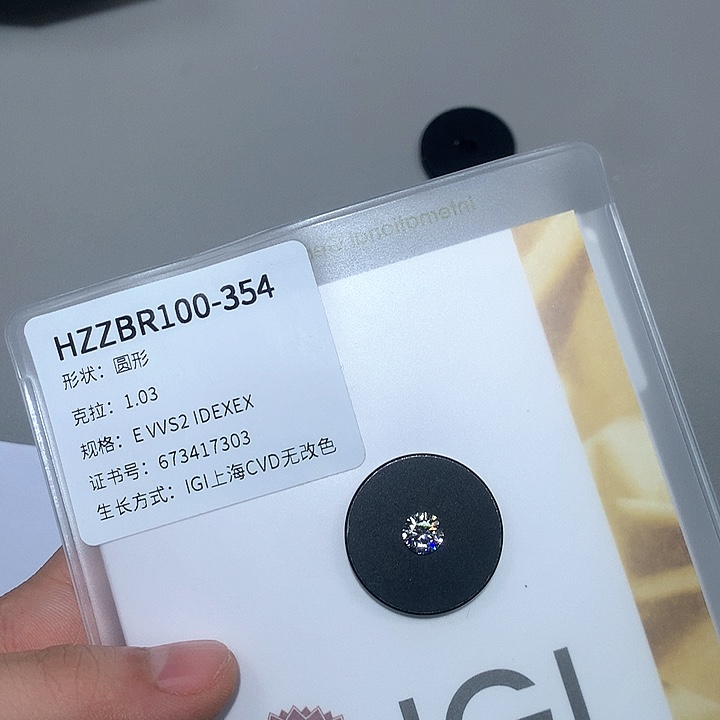 International
HZZBR100-354
形状：圆形
克拉：1.03
规格：E VVS2 IDEXEX
证书号：673417303
生长方式：IGI上海CVD无改色
IGI